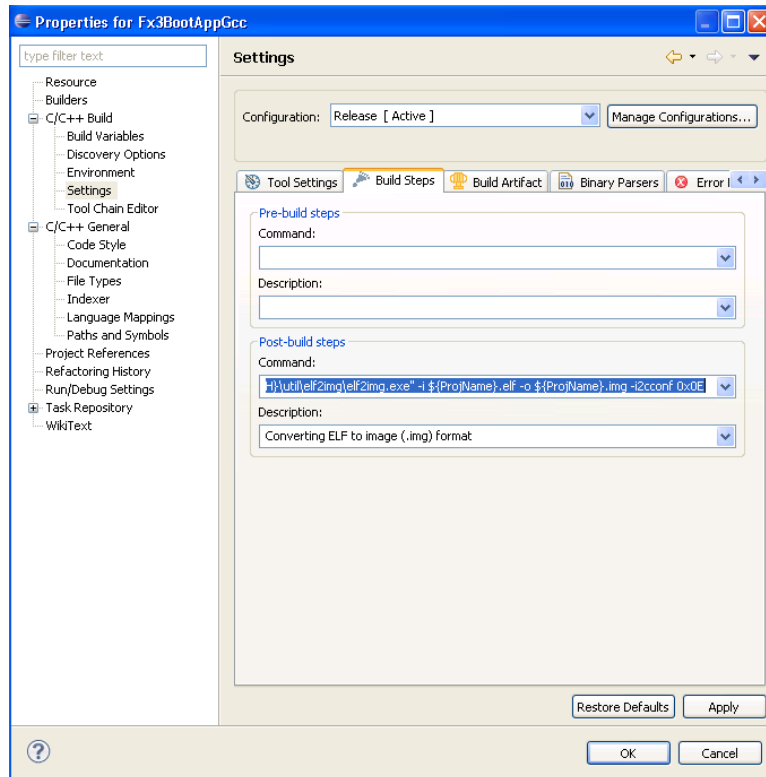 Properties for Fx3BootAppGcc
type filter text
Resource
Builders
C/C++ Build
Build Variables
Discovery Options
Environment
Settings
Tool Chain Editor
C/C++ General
Code Style
Documentation
File Types
Indexer
Language Mappings
Paths and Symbols
Project References
Refactoring History
Run/Debug Settings
Task Repository
WikiText
Settings
Configuration: Release [ Active ] Manage Configurations...
Tool Settings Build Steps Build Artifact Binary Parsers Error
Pre-build steps
Command:
Description:
Post-build steps
Command:
H}\util\elf2img\elf2img.exe" -i ${ProjName}.elf -o ${ProjName}.img -i2cconf 0x0E
Description:
Converting ELF to image (.img) format
Restore Defaults Apply
? OK Cancel